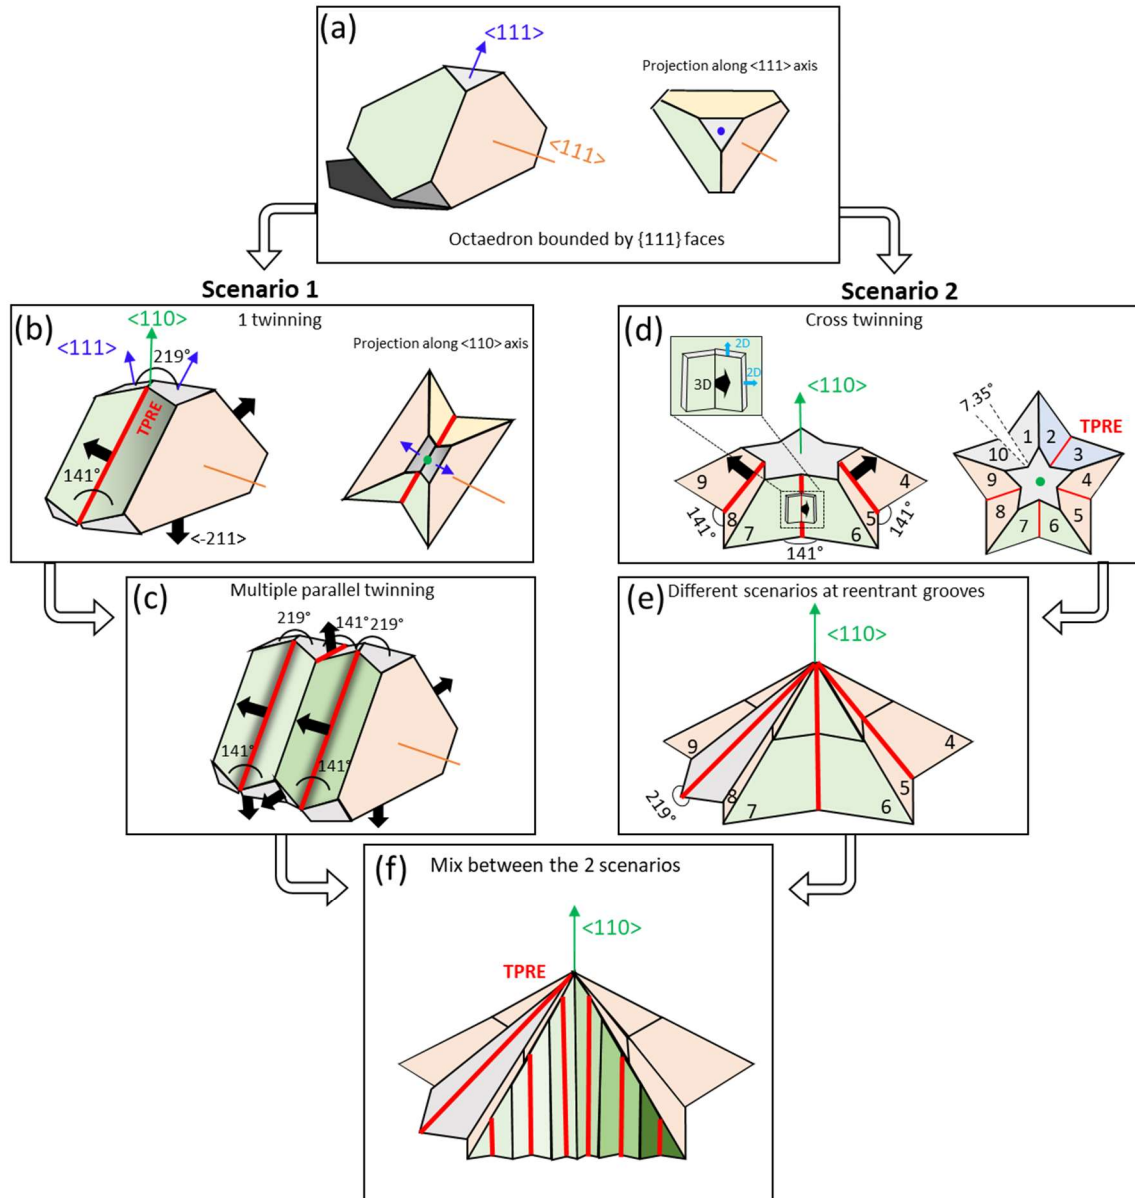 (a)
<111>
Projection along <111> axis
<111>
Octaedron bounded by {111} faces
Scenario 1
Scenario 2
(b)
1 twinning
<110>
<111>
219°
TPRE
141°
<-211>
Projection along <110> axis
(d)
Cross twinning
2D
3D
2D
<110>
9
4
8
7
6
5
141°
141°
141°
7.35°
TPRE
1
2
10
3
9
4
8
5
7
6
(c)
Multiple parallel twinning
219°
141°
219°
141°
141°
(e)
Different scenarios at reentrant grooves
<110>
9
4
8
7
6
5
219°
(f)
Mix between the 2 scenarios
<110>
TPRE